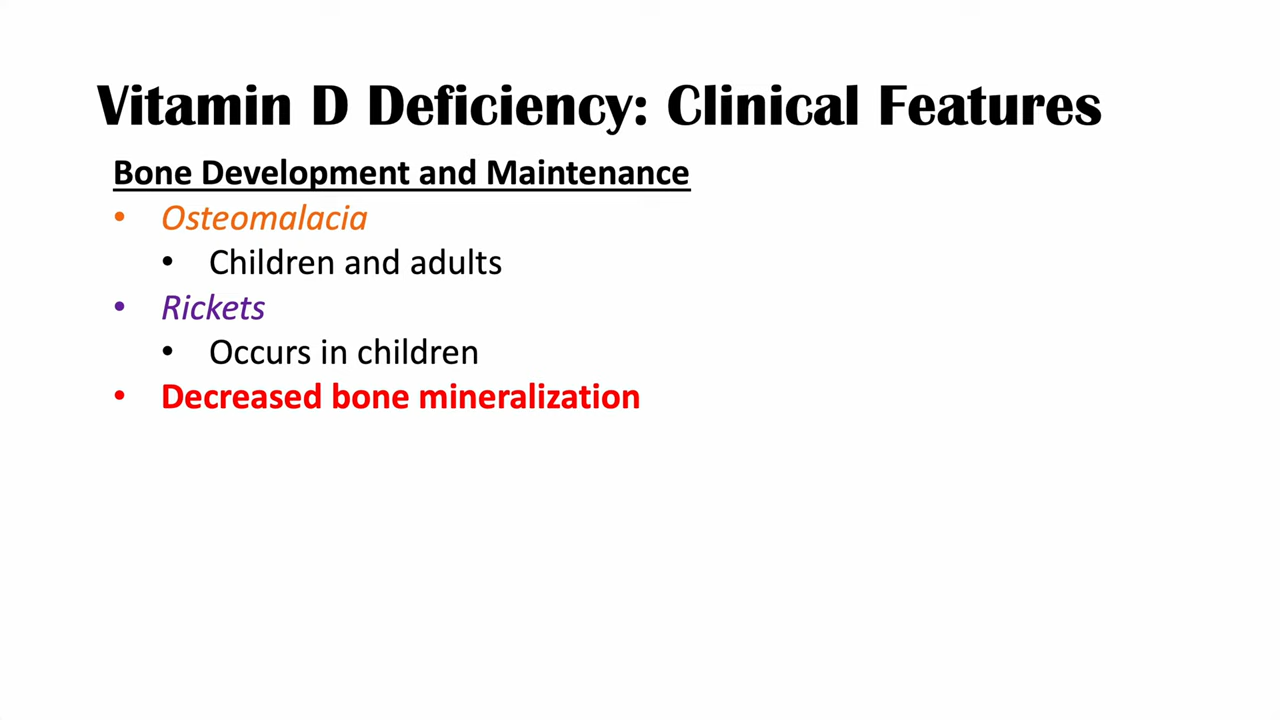 Vitamin D Deficiency: Clinical Features
Bone Development and Maintenance
• Osteomalacia
• Children and adults
• Rickets
• Occurs in children
• Decreased bone mineralization